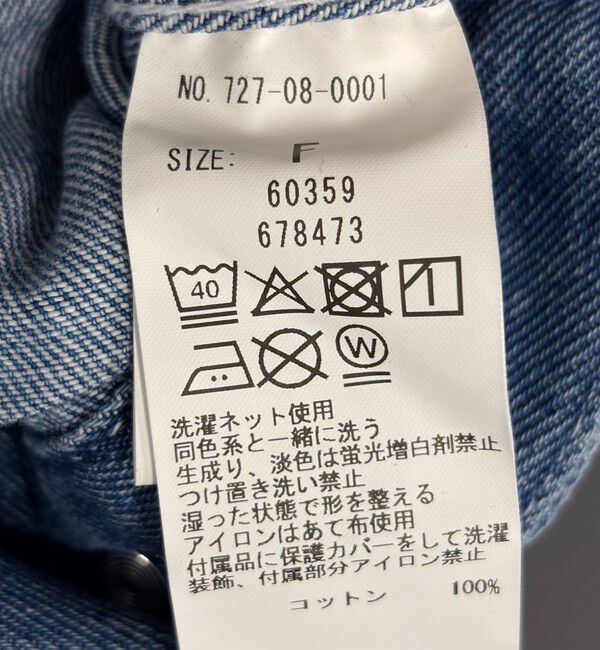 NO. 727-08-0001
SIZE: F
60359
678473
40
W
洗濯ネット使用
同色系と一緒に洗う
生成り、淡色は蛍光増白剤禁止
つけ置き洗い禁止
湿った状態で形を整える
アイロンはあて布使用
付属品に保護カバーをして洗濯
装飾、付属部分アイロン禁止
コットン 100%